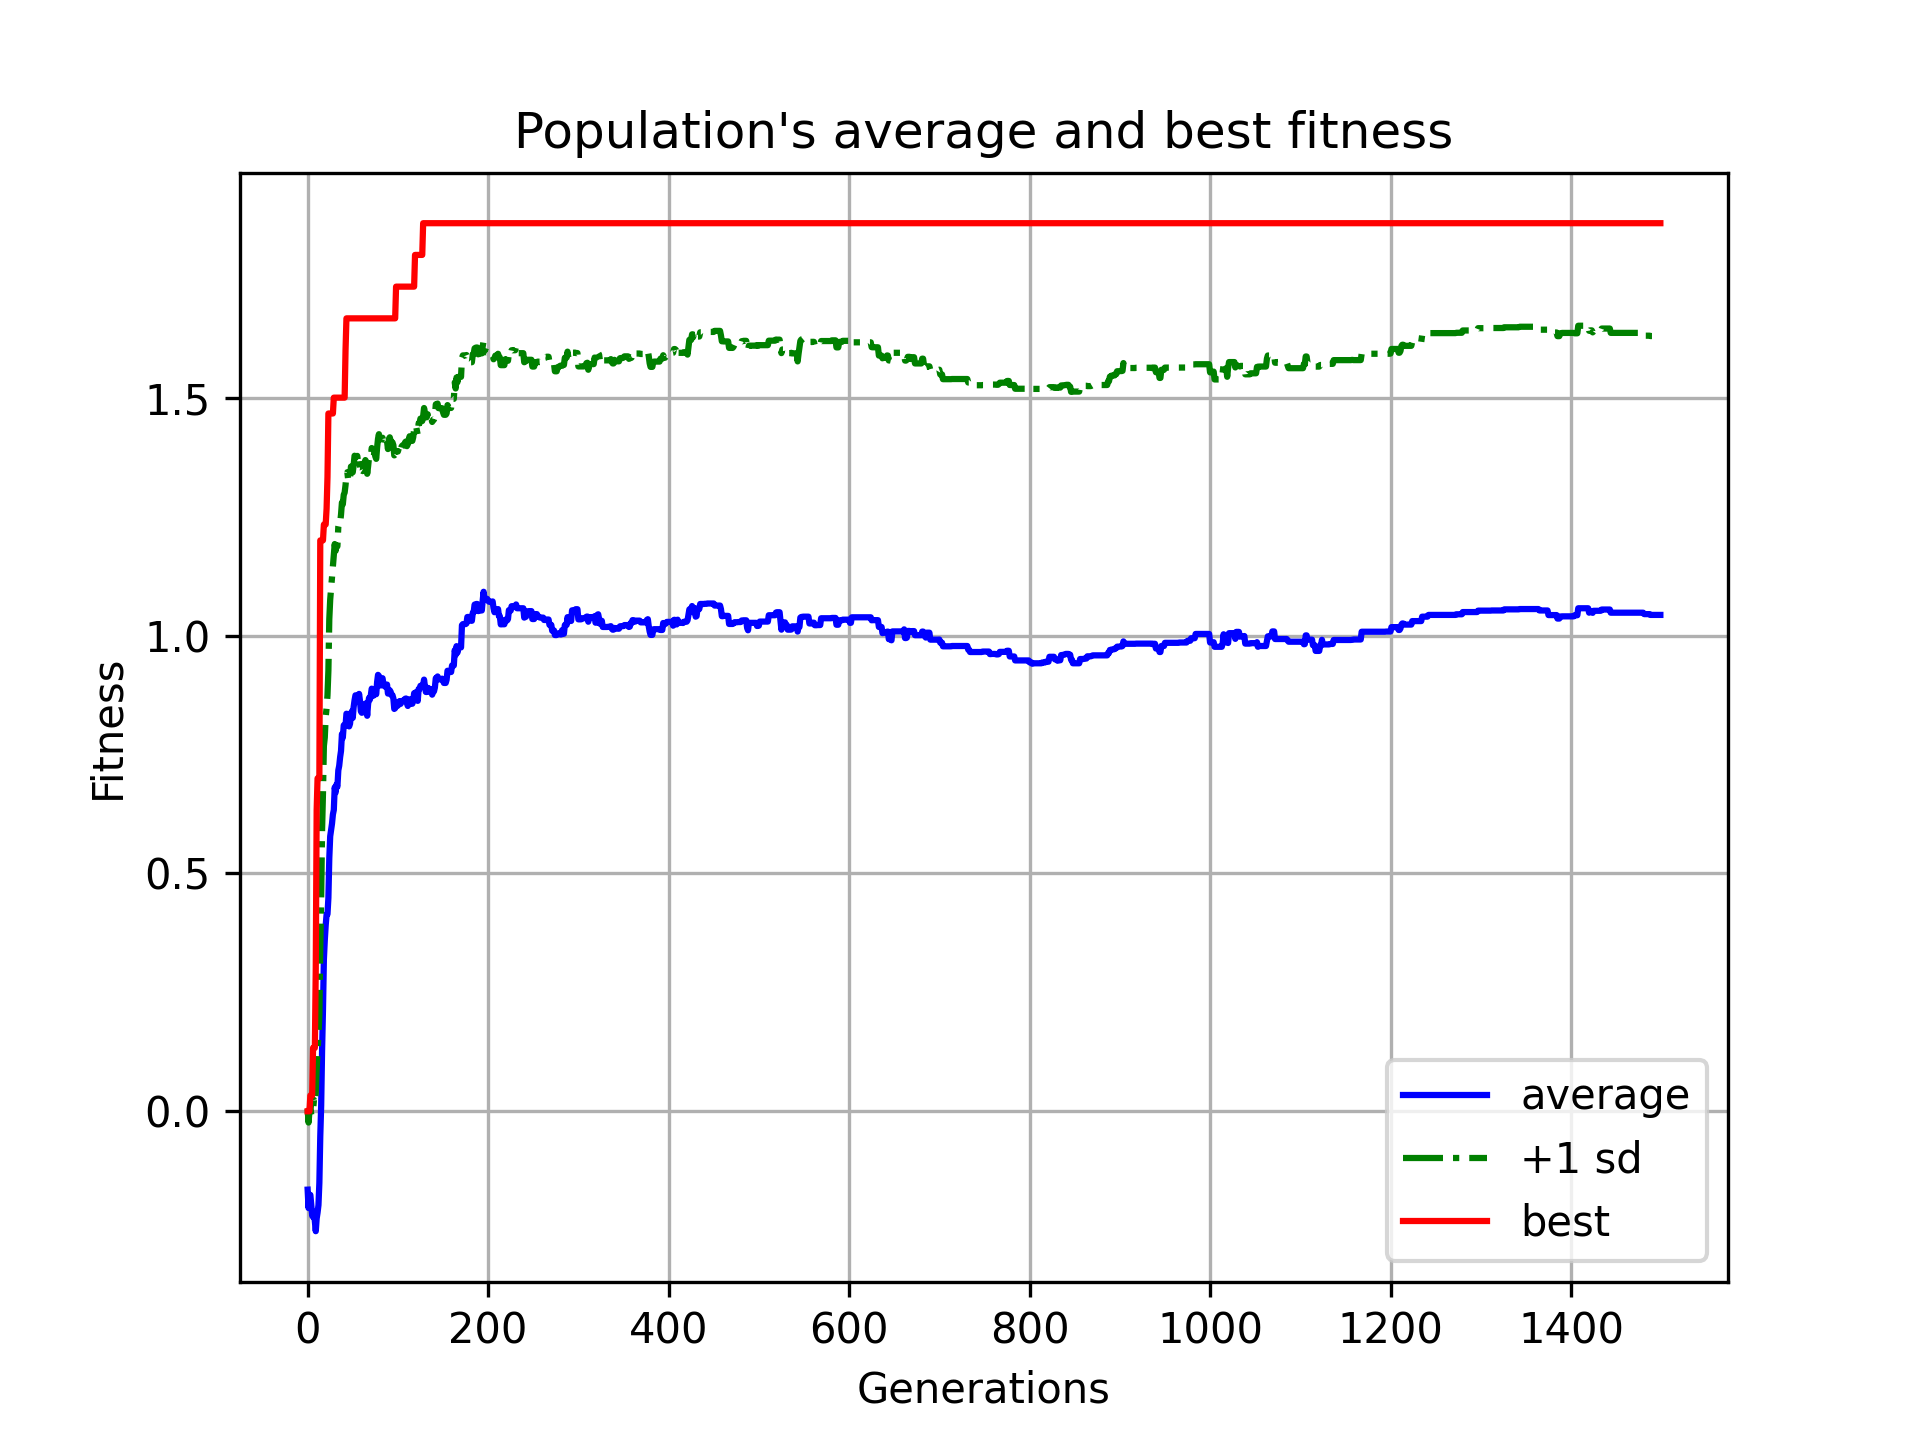 Population's average and best fitness
1.5
1.0
0.5
0.0
Fitness
average
+1 sd
best
0 200 400 600 800 1000 1200 1400
Generations